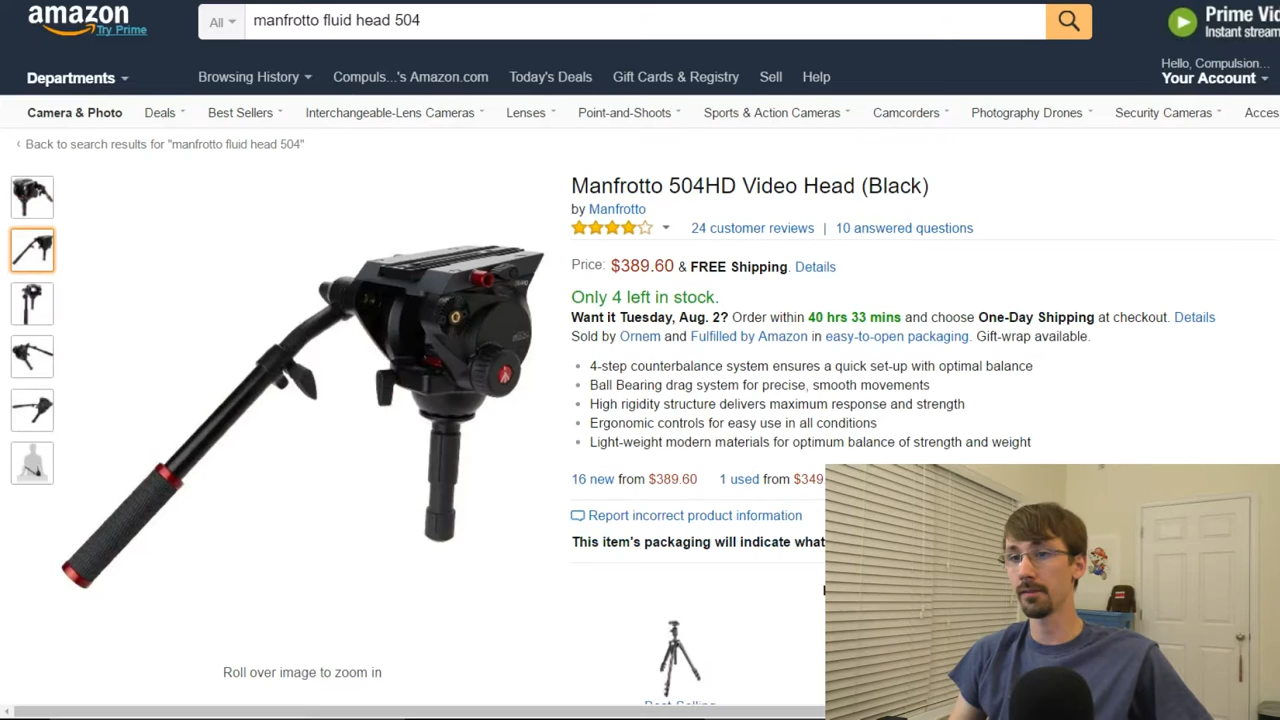 amazon
Try Prime
All
manfrotto fluid head 504
Prime Vid
Instant stream
Departments
Browsing History
Compuls...'s Amazon.com
Today's Deals
Gift Cards & Registry
Sell
Help
Hello, Compulsion...
Your Account
Camera & Photo
Deals
Best Sellers
Interchangeable-Lens Cameras
Lenses
Point-and-Shoots
Sports & Action Cameras
Camcorders
Photography Drones
Security Cameras
Acces
‹ Back to search results for "manfrotto fluid head 504"
Manfrotto 504HD Video Head (Black)
by Manfrotto
24 customer reviews | 10 answered questions
Price: $389.60 & FREE Shipping. Details
Only 4 left in stock.
Want it Tuesday, Aug. 2? Order within 40 hrs 33 mins and choose One-Day Shipping at checkout. Details
Sold by Ornem and Fulfilled by Amazon in easy-to-open packaging. Gift-wrap available.
4-step counterbalance system ensures a quick set-up with optimal balance
Ball Bearing drag system for precise, smooth movements
High rigidity structure delivers maximum response and strength
Ergonomic controls for easy use in all conditions
Light-weight modern materials for optimum balance of strength and weight
16 new from $389.60 1 used from $349
Report incorrect product information
This item's packaging will indicate what
Roll over image to zoom in